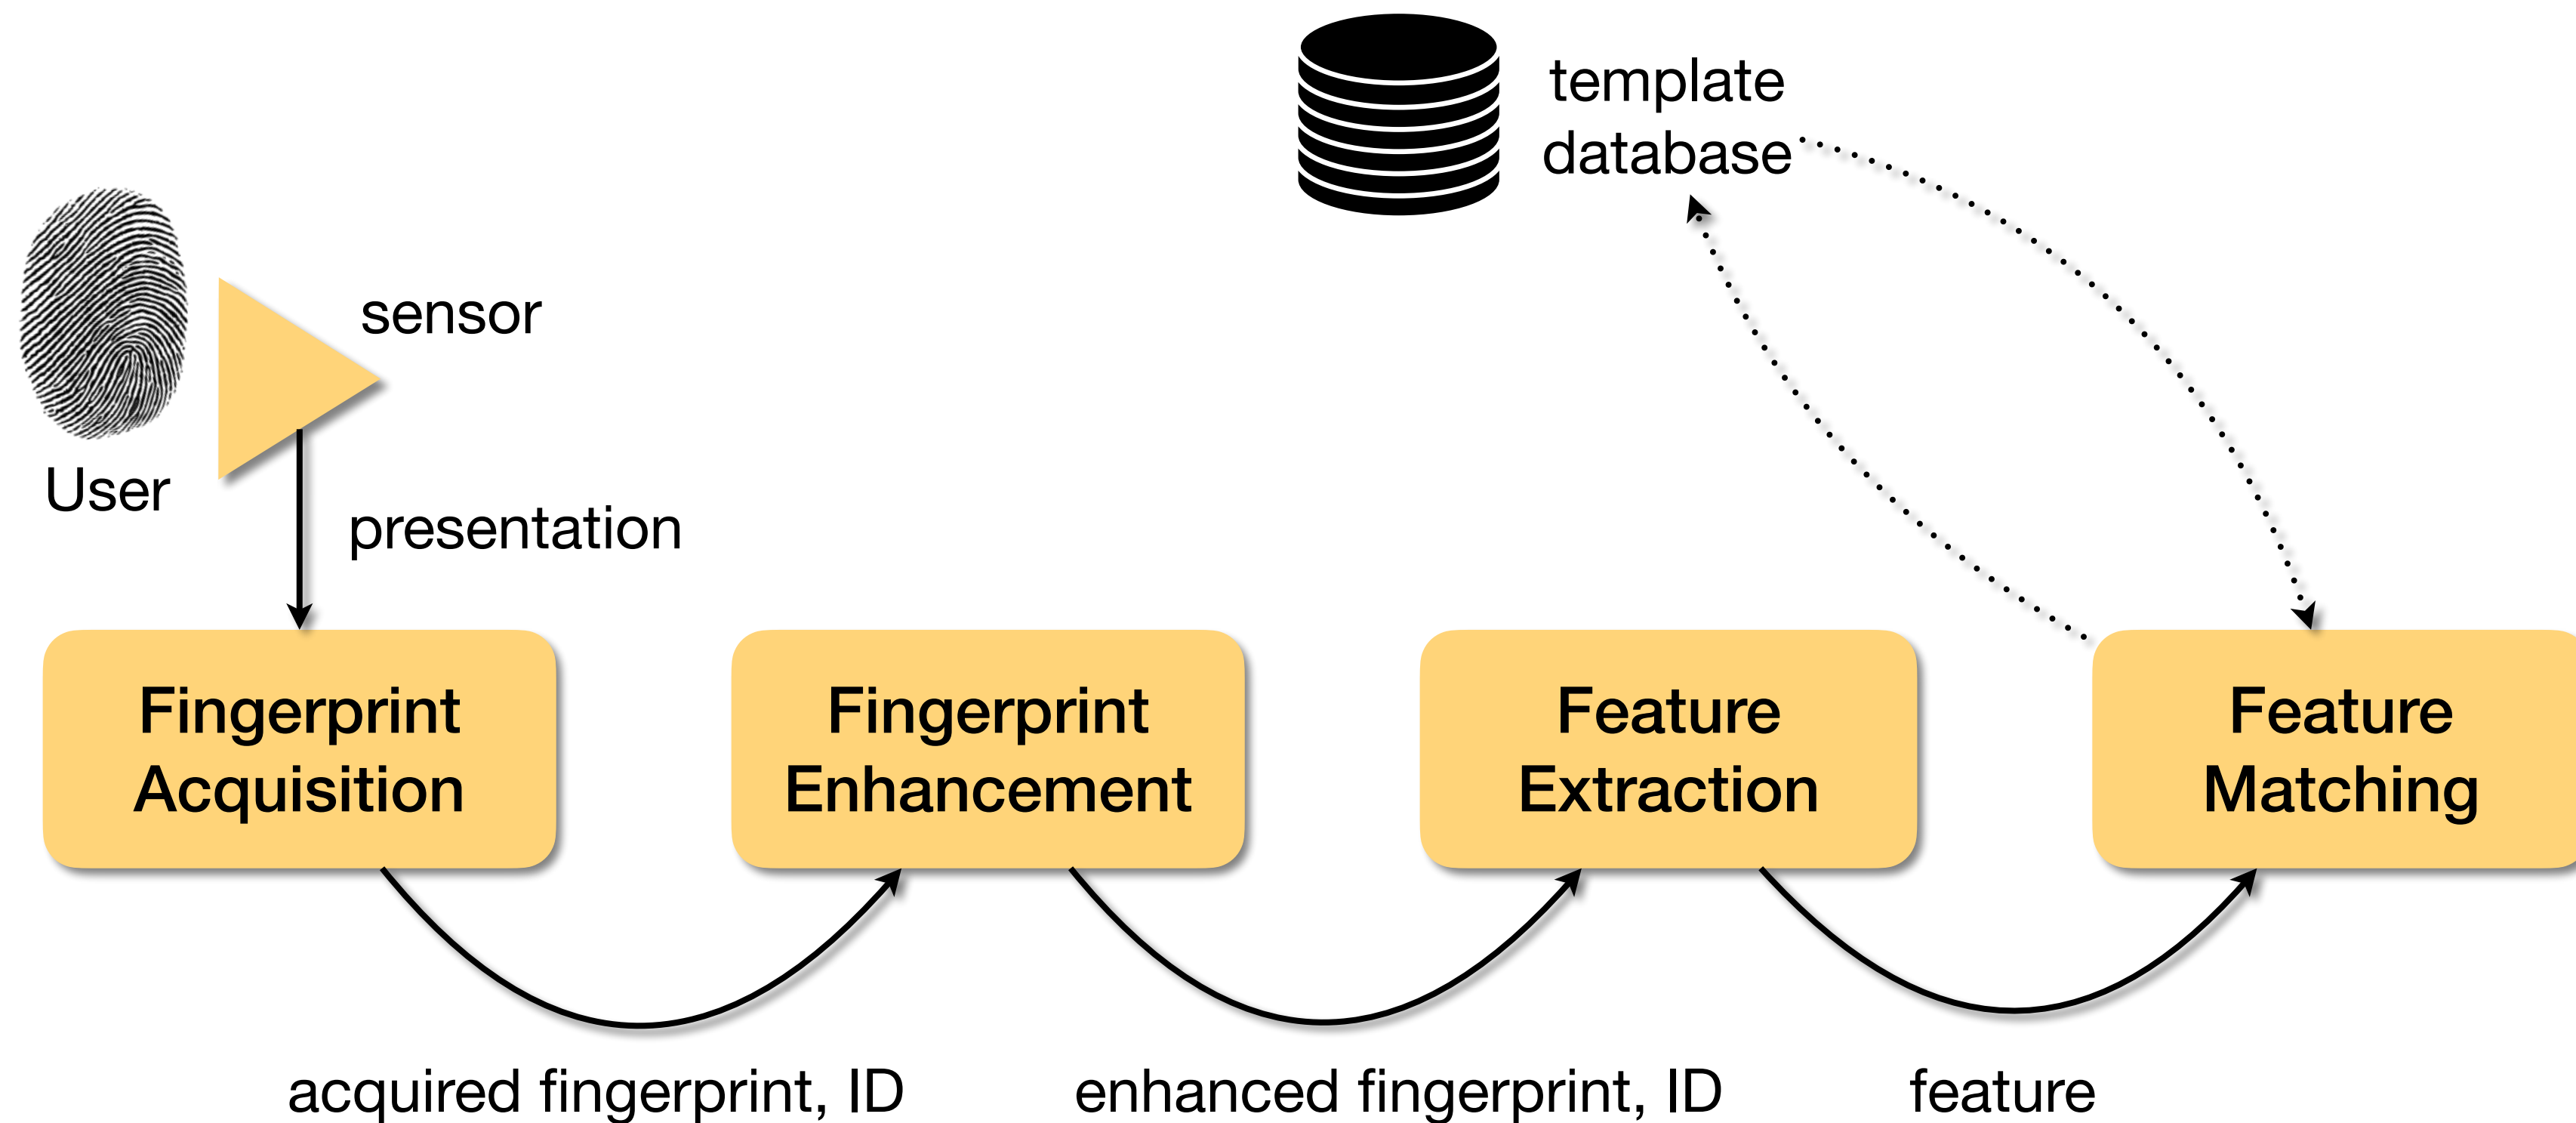 template
database
sensor
User
presentation
Fingerprint
Acquisition
Fingerprint
Enhancement
Feature
Extraction
Feature
Matching
acquired fingerprint, ID
enhanced fingerprint, ID
feature